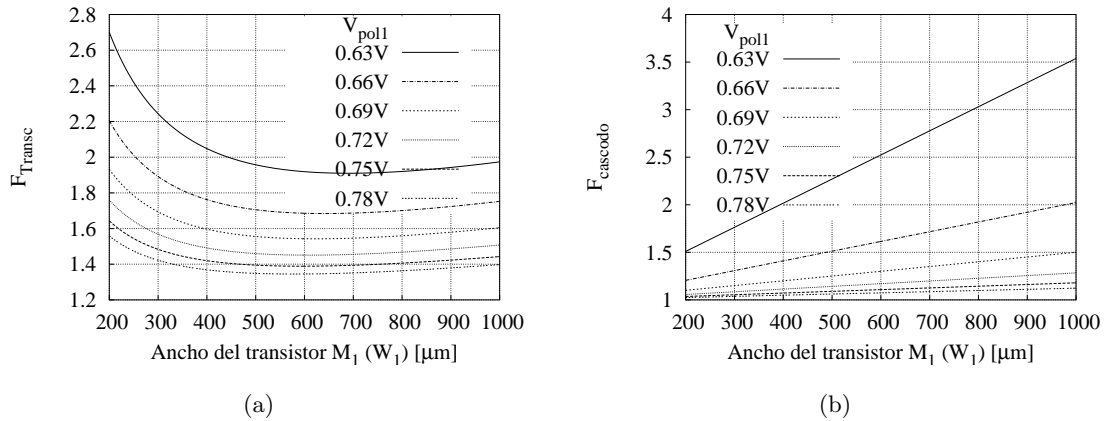 2.8
2.6
2.4
2.2
2
1.8
1.6
1.4
1.2
F_Transc
V_pol1
0.63V
0.66V
0.69V
0.72V
0.75V
0.78V
200 300 400 500 600 700 800 900 1000
Ancho del transistor M_1 (W_1) [μm]
(a)
4
3.5
3
2.5
2
1.5
1
F_cascodo
V_pol1
0.63V
0.66V
0.69V
0.72V
0.75V
0.78V
200 300 400 500 600 700 800 900 1000
Ancho del transistor M_1 (W_1) [μm]
(b)